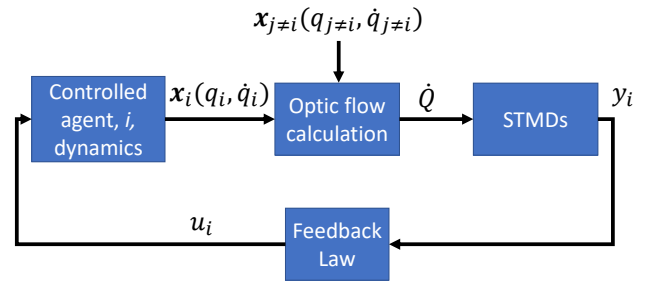 𝒙_{j≠i}(q_{j≠i}, q̇_{j≠i})
Controlled
agent, i,
dynamics
𝒙_i(q_i, q̇_i)
Optic flow
calculation
Q̇
STMDs
y_i
u_i
Feedback
Law